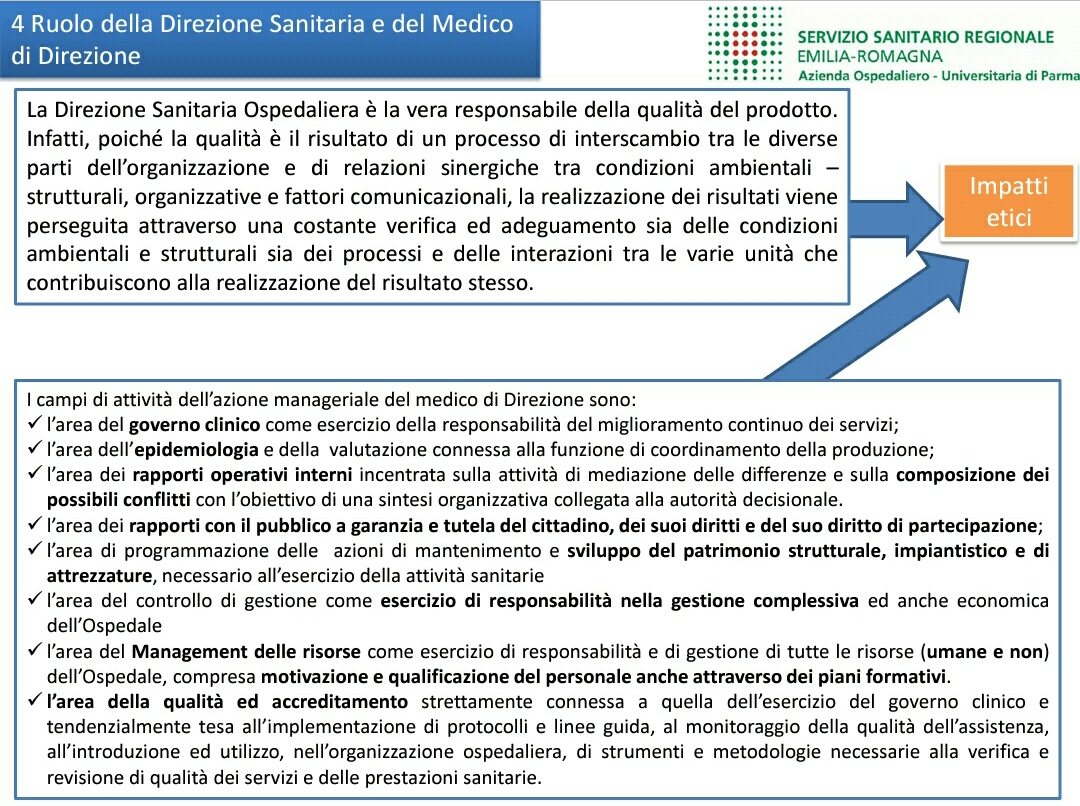 4 Ruolo della Direzione Sanitaria e del Medico
di Direzione
SERVIZIO SANITARIO REGIONALE
EMILIA-ROMAGNA
Azienda Ospedaliero - Universitaria di Parma
La Direzione Sanitaria Ospedaliera è la vera responsabile della qualità del prodotto.
Infatti, poiché la qualità è il risultato di un processo di interscambio tra le diverse
parti dell'organizzazione e di relazioni sinergiche tra condizioni ambientali –
strutturali, organizzative e fattori comunicazionali, la realizzazione dei risultati viene
perseguita attraverso una costante verifica ed adeguamento sia delle condizioni
ambientali e strutturali sia dei processi e delle interazioni tra le varie unità che
contribuiscono alla realizzazione del risultato stesso.
Impatti
etici
I campi di attività dell'azione manageriale del medico di Direzione sono:
✓ l'area del governo clinico come esercizio della responsabilità del miglioramento continuo dei servizi;
✓ l'area dell'epidemiologia e della valutazione connessa alla funzione di coordinamento della produzione;
✓ l'area dei rapporti operativi interni incentrata sulla attività di mediazione delle differenze e sulla composizione dei
possibili conflitti con l'obiettivo di una sintesi organizzativa collegata alla autorità decisionale.
✓ l'area dei rapporti con il pubblico a garanzia e tutela del cittadino, dei suoi diritti e del suo diritto di partecipazione;
✓ l'area di programmazione delle azioni di mantenimento e sviluppo del patrimonio strutturale, impiantistico e di
attrezzature, necessario all'esercizio della attività sanitarie
✓ l'area del controllo di gestione come esercizio di responsabilità nella gestione complessiva ed anche economica
dell'Ospedale
✓ l'area del Management delle risorse come esercizio di responsabilità e di gestione di tutte le risorse (umane e non)
dell'Ospedale, compresa motivazione e qualificazione del personale anche attraverso dei piani formativi.
✓ l'area della qualità ed accreditamento strettamente connessa a quella dell'esercizio del governo clinico e
tendenzialmente tesa all'implementazione di protocolli e linee guida, al monitoraggio della qualità dell'assistenza,
all'introduzione ed utilizzo, nell'organizzazione ospedaliera, di strumenti e metodologie necessarie alla verifica e
revisione di qualità dei servizi e delle prestazioni sanitarie.